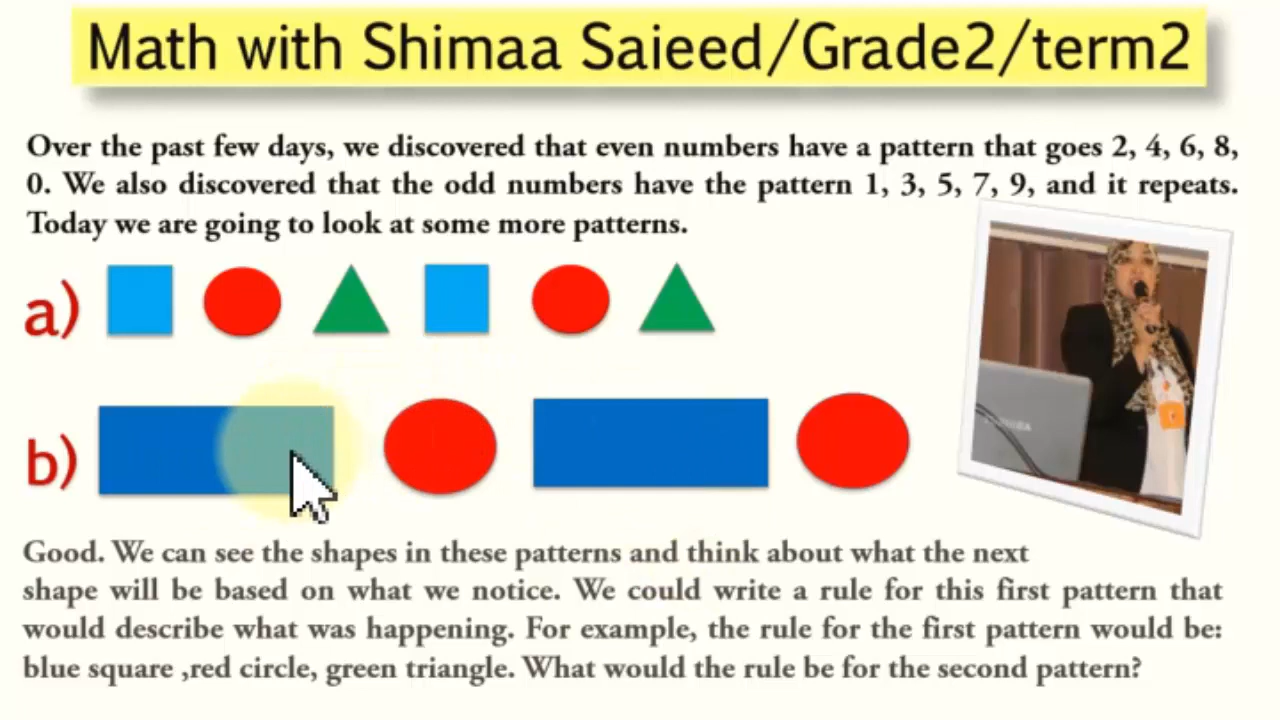 Math with Shimaa Saieed/Grade2/term2
Over the past few days, we discovered that even numbers have a pattern that goes 2, 4, 6, 8,
0. We also discovered that the odd numbers have the pattern 1, 3, 5, 7, 9, and it repeats.
Today we are going to look at some more patterns.
a)
b)
TOSHIBA
Good. We can see the shapes in these patterns and think about what the next
shape will be based on what we notice. We could write a rule for this first pattern that
would describe what was happening. For example, the rule for the first pattern would be:
blue square ,red circle, green triangle. What would the rule be for the second pattern?